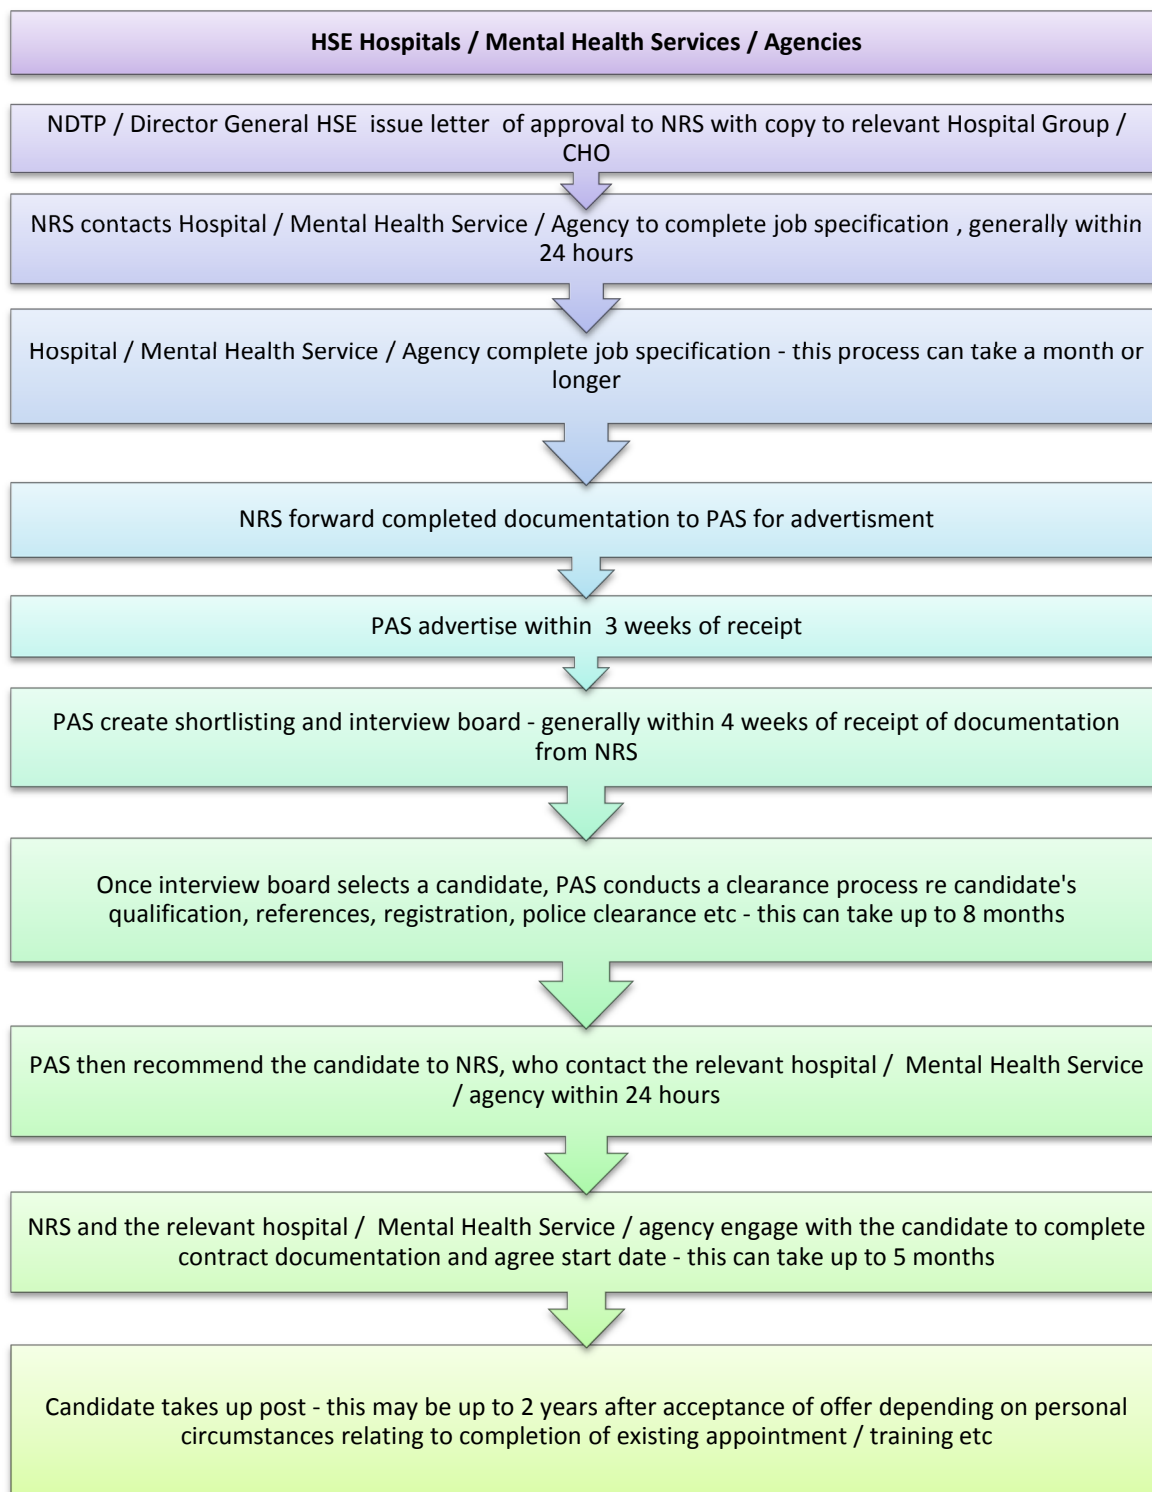 HSE Hospitals / Mental Health Services / Agencies
NDTP / Director General HSE issue letter of approval to NRS with copy to relevant Hospital Group /
CHO
NRS contacts Hospital / Mental Health Service / Agency to complete job specification , generally within
24 hours
Hospital / Mental Health Service / Agency complete job specification - this process can take a month or
longer
NRS forward completed documentation to PAS for advertisment
PAS advertise within 3 weeks of receipt
PAS create shortlisting and interview board - generally within 4 weeks of receipt of documentation
from NRS
Once interview board selects a candidate, PAS conducts a clearance process re candidate's
qualification, references, registration, police clearance etc - this can take up to 8 months
PAS then recommend the candidate to NRS, who contact the relevant hospital / Mental Health Service
/ agency within 24 hours
NRS and the relevant hospital / Mental Health Service / agency engage with the candidate to complete
contract documentation and agree start date - this can take up to 5 months
Candidate takes up post - this may be up to 2 years after acceptance of offer depending on personal
circumstances relating to completion of existing appointment / training etc